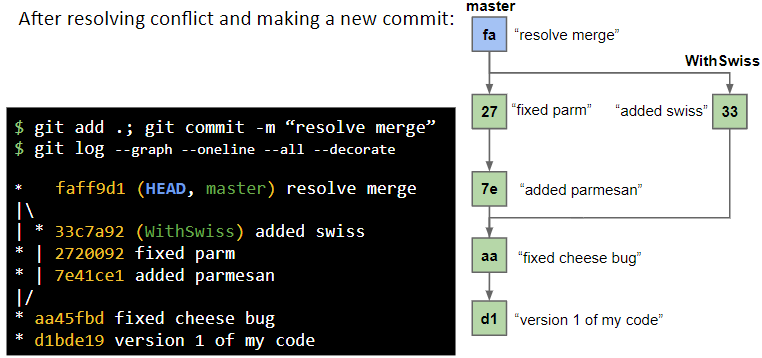 After resolving conflict and making a new commit:
$ git add .; git commit -m “resolve merge”
$ git log --graph --oneline --all --decorate
*   faff9d1 (HEAD, master) resolve merge
|\
| * 33c7a92 (WithSwiss) added swiss
* | 2720092 fixed parm
* | 7e41ce1 added parmesan
|/
* aa45fbd fixed cheese bug
* d1bde19 version 1 of my code
master
fa “resolve merge”
WithSwiss
27 “fixed parm” “added swiss” 33
7e “added parmesan”
aa “fixed cheese bug”
d1 “version 1 of my code”